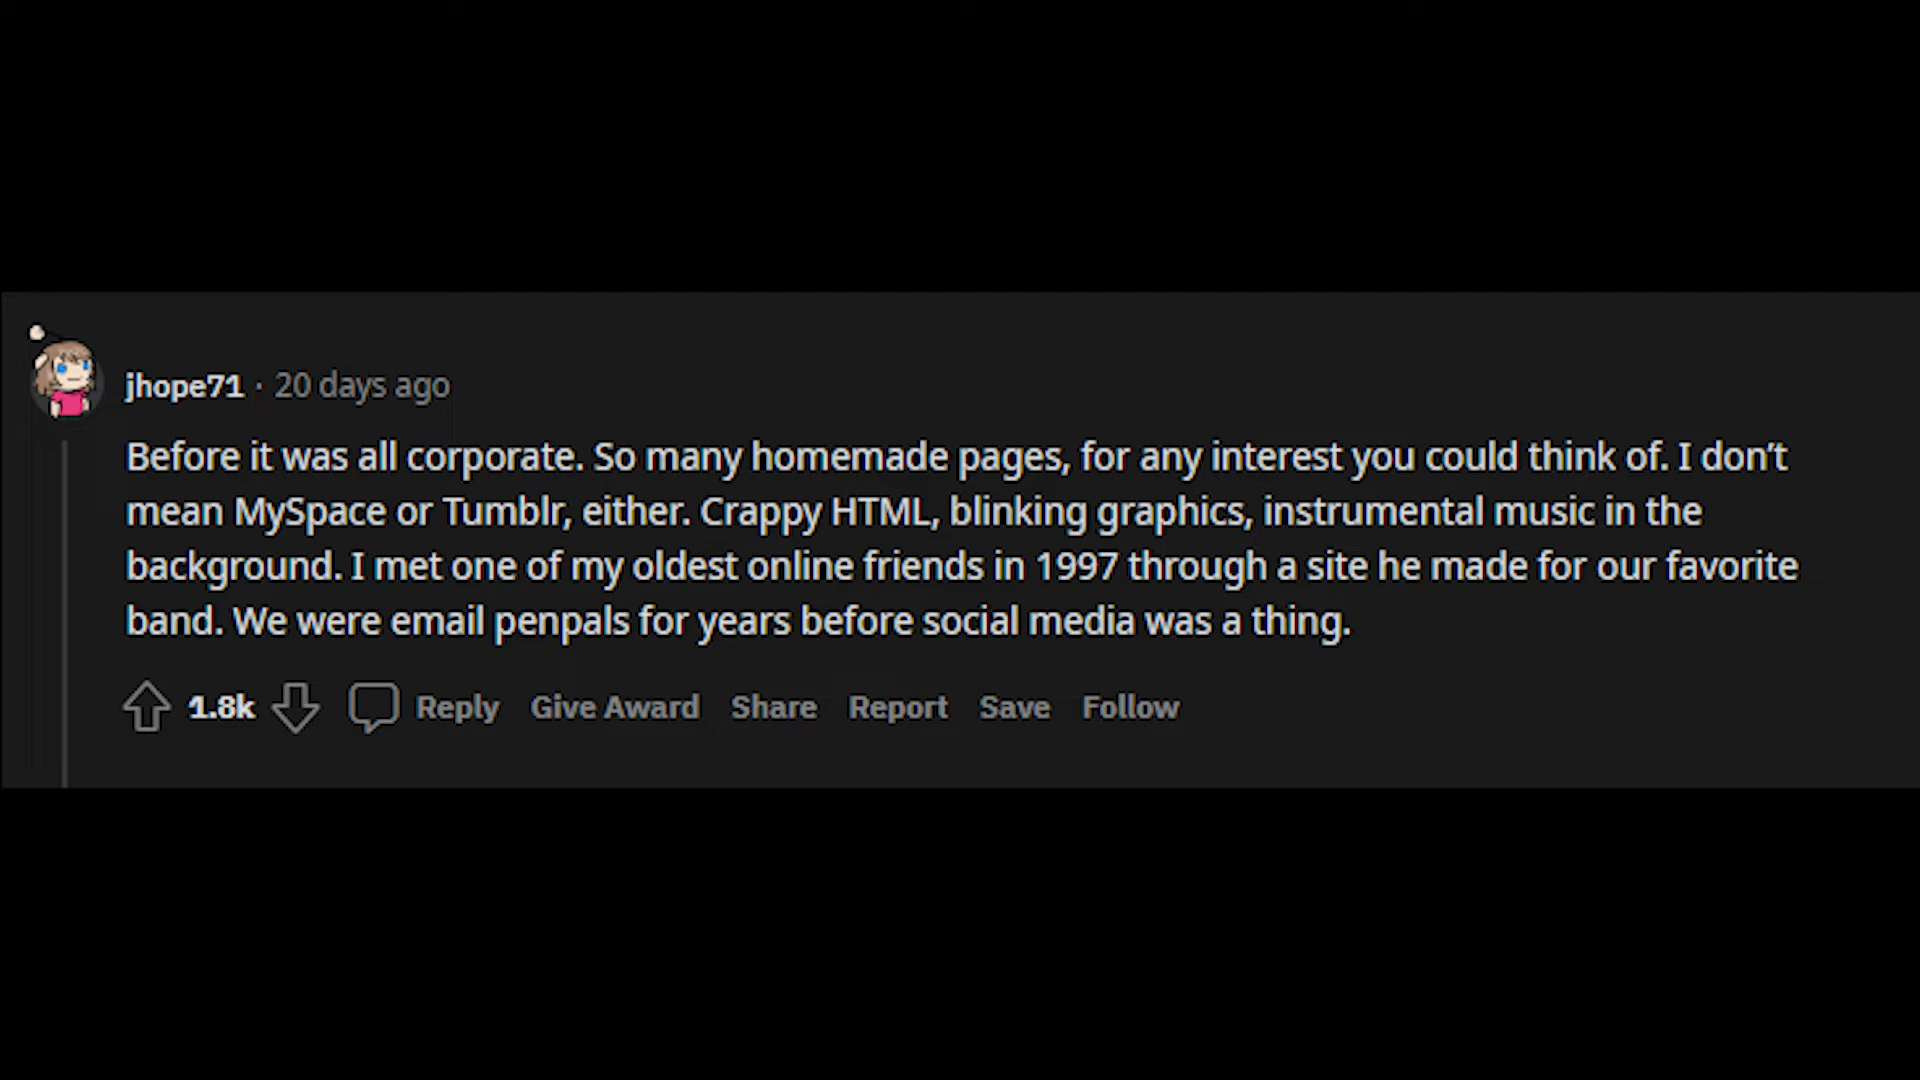 jhope71 · 20 days ago
Before it was all corporate. So many homemade pages, for any interest you could think of. I don’t
mean MySpace or Tumblr, either. Crappy HTML, blinking graphics, instrumental music in the
background. I met one of my oldest online friends in 1997 through a site he made for our favorite
band. We were email penpals for years before social media was a thing.
1.8k Reply Give Award Share Report Save Follow